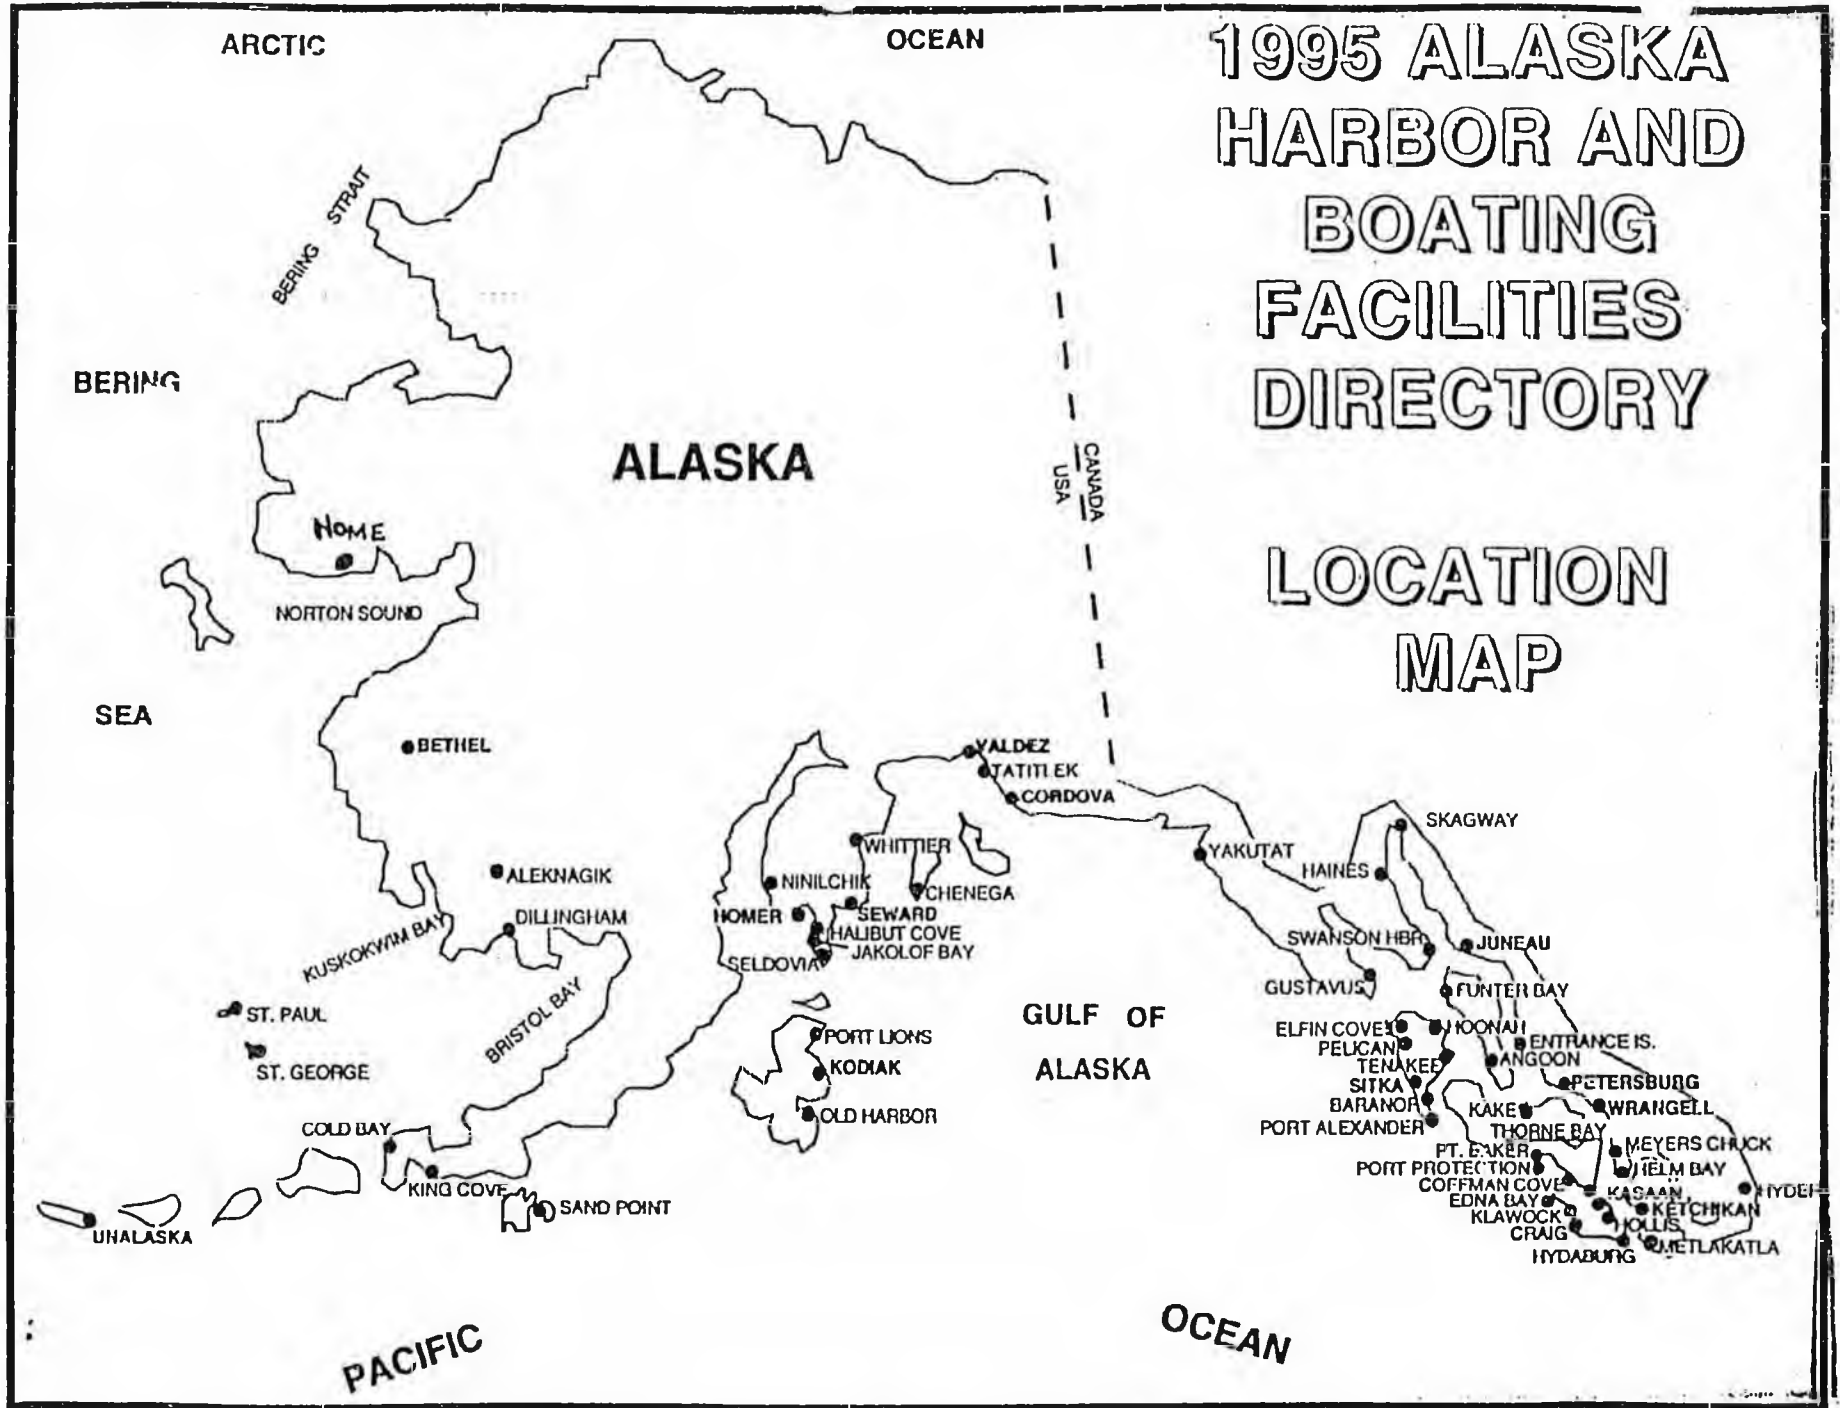 ARCTIC
OCEAN
1995 ALASKA
HARBOR AND
BOATING
FACILITIES
DIRECTORY
LOCATION
MAP
BERING STRAIT
BERING
SEA
ALASKA
CANADA
USA
NOME
NORTON SOUND
BETHEL
VALDEZ
TATITLEK
CORDOVA
SKAGWAY
WHITTIER
YAKUTAT
HAINES
ALEKNAGIK
NINILCHIK
CHENEGA
HOMER
SEWARD
DILLINGHAM
KUSKOKWIM BAY
HALIBUT COVE
JAKOLOF BAY
SELDOVIA
SWANSON HBR
JUNEAU
GUSTAVUS
FUNTER BAY
ST. PAUL
BRISTOL BAY
GULF OF
ALASKA
ST. GEORGE
PORT LIONS
KODIAK
OLD HARBOR
ELFIN COVE
HOONAH
PELICAN
ENTRANCE IS.
TENAKEE
ANGOON
SITKA
PETERSBURG
BARANOF
KAKE
WRANGELL
PORT ALEXANDER
THORNE BAY
COLD BAY
PT. BAKER
MEYERS CHUCK
PORT PROTECTION
HELM BAY
COFFMAN COVE
KING COVE
EDNA BAY
KASAAN
HYDER
SAND POINT
KLAWOCK
KETCHIKAN
UNALASKA
CRAIG
HOLLIS
HYDABURG
METLAKATLA
PACIFIC
OCEAN